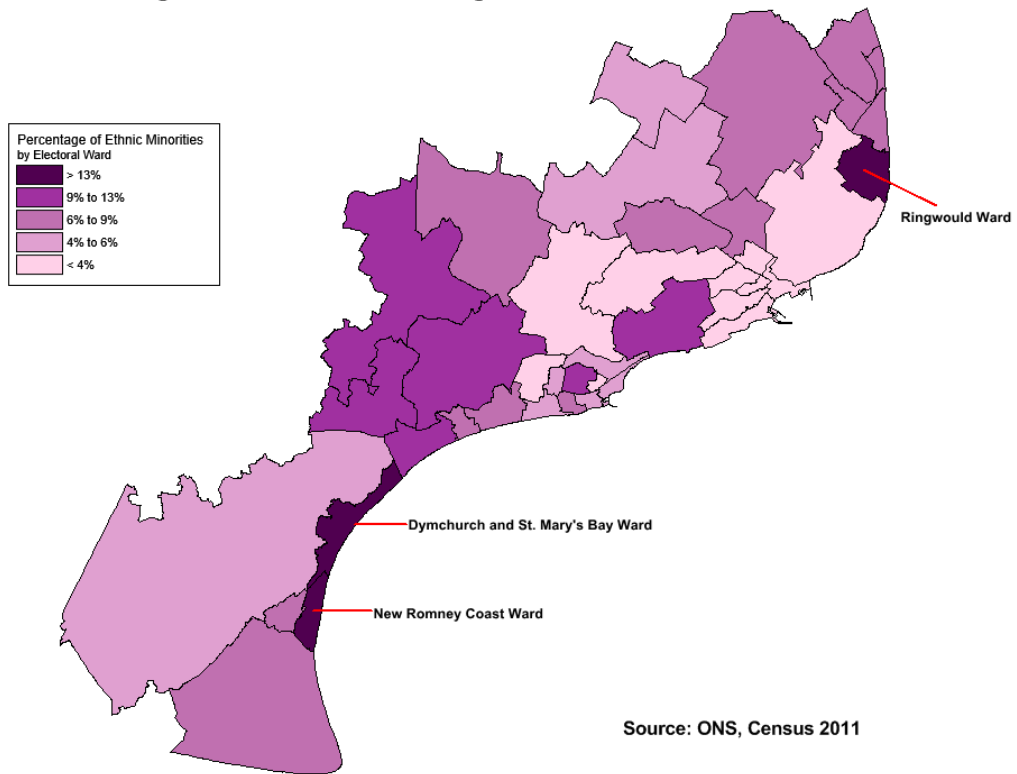 Percentage of Ethnic Minorities
by Electoral Ward
> 13%
9% to 13%
6% to 9%
4% to 6%
< 4%
Ringwould Ward
Dymchurch and St. Mary's Bay Ward
New Romney Coast Ward
Source: ONS, Census 2011